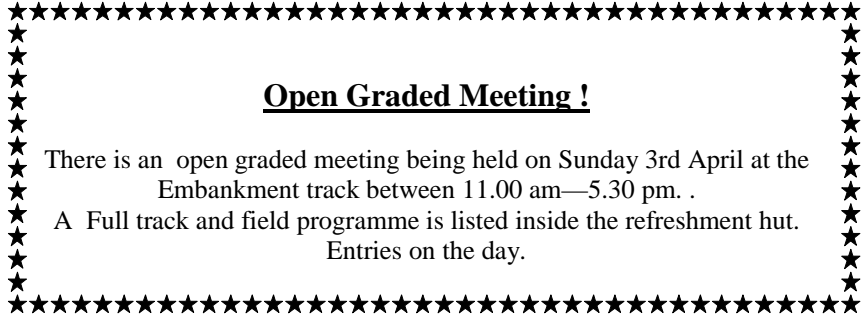 Open Graded Meeting !
There is an  open graded meeting being held on Sunday 3rd April at the
Embankment track between 11.00 am—5.30 pm. .
A  Full track and field programme is listed inside the refreshment hut.
Entries on the day.